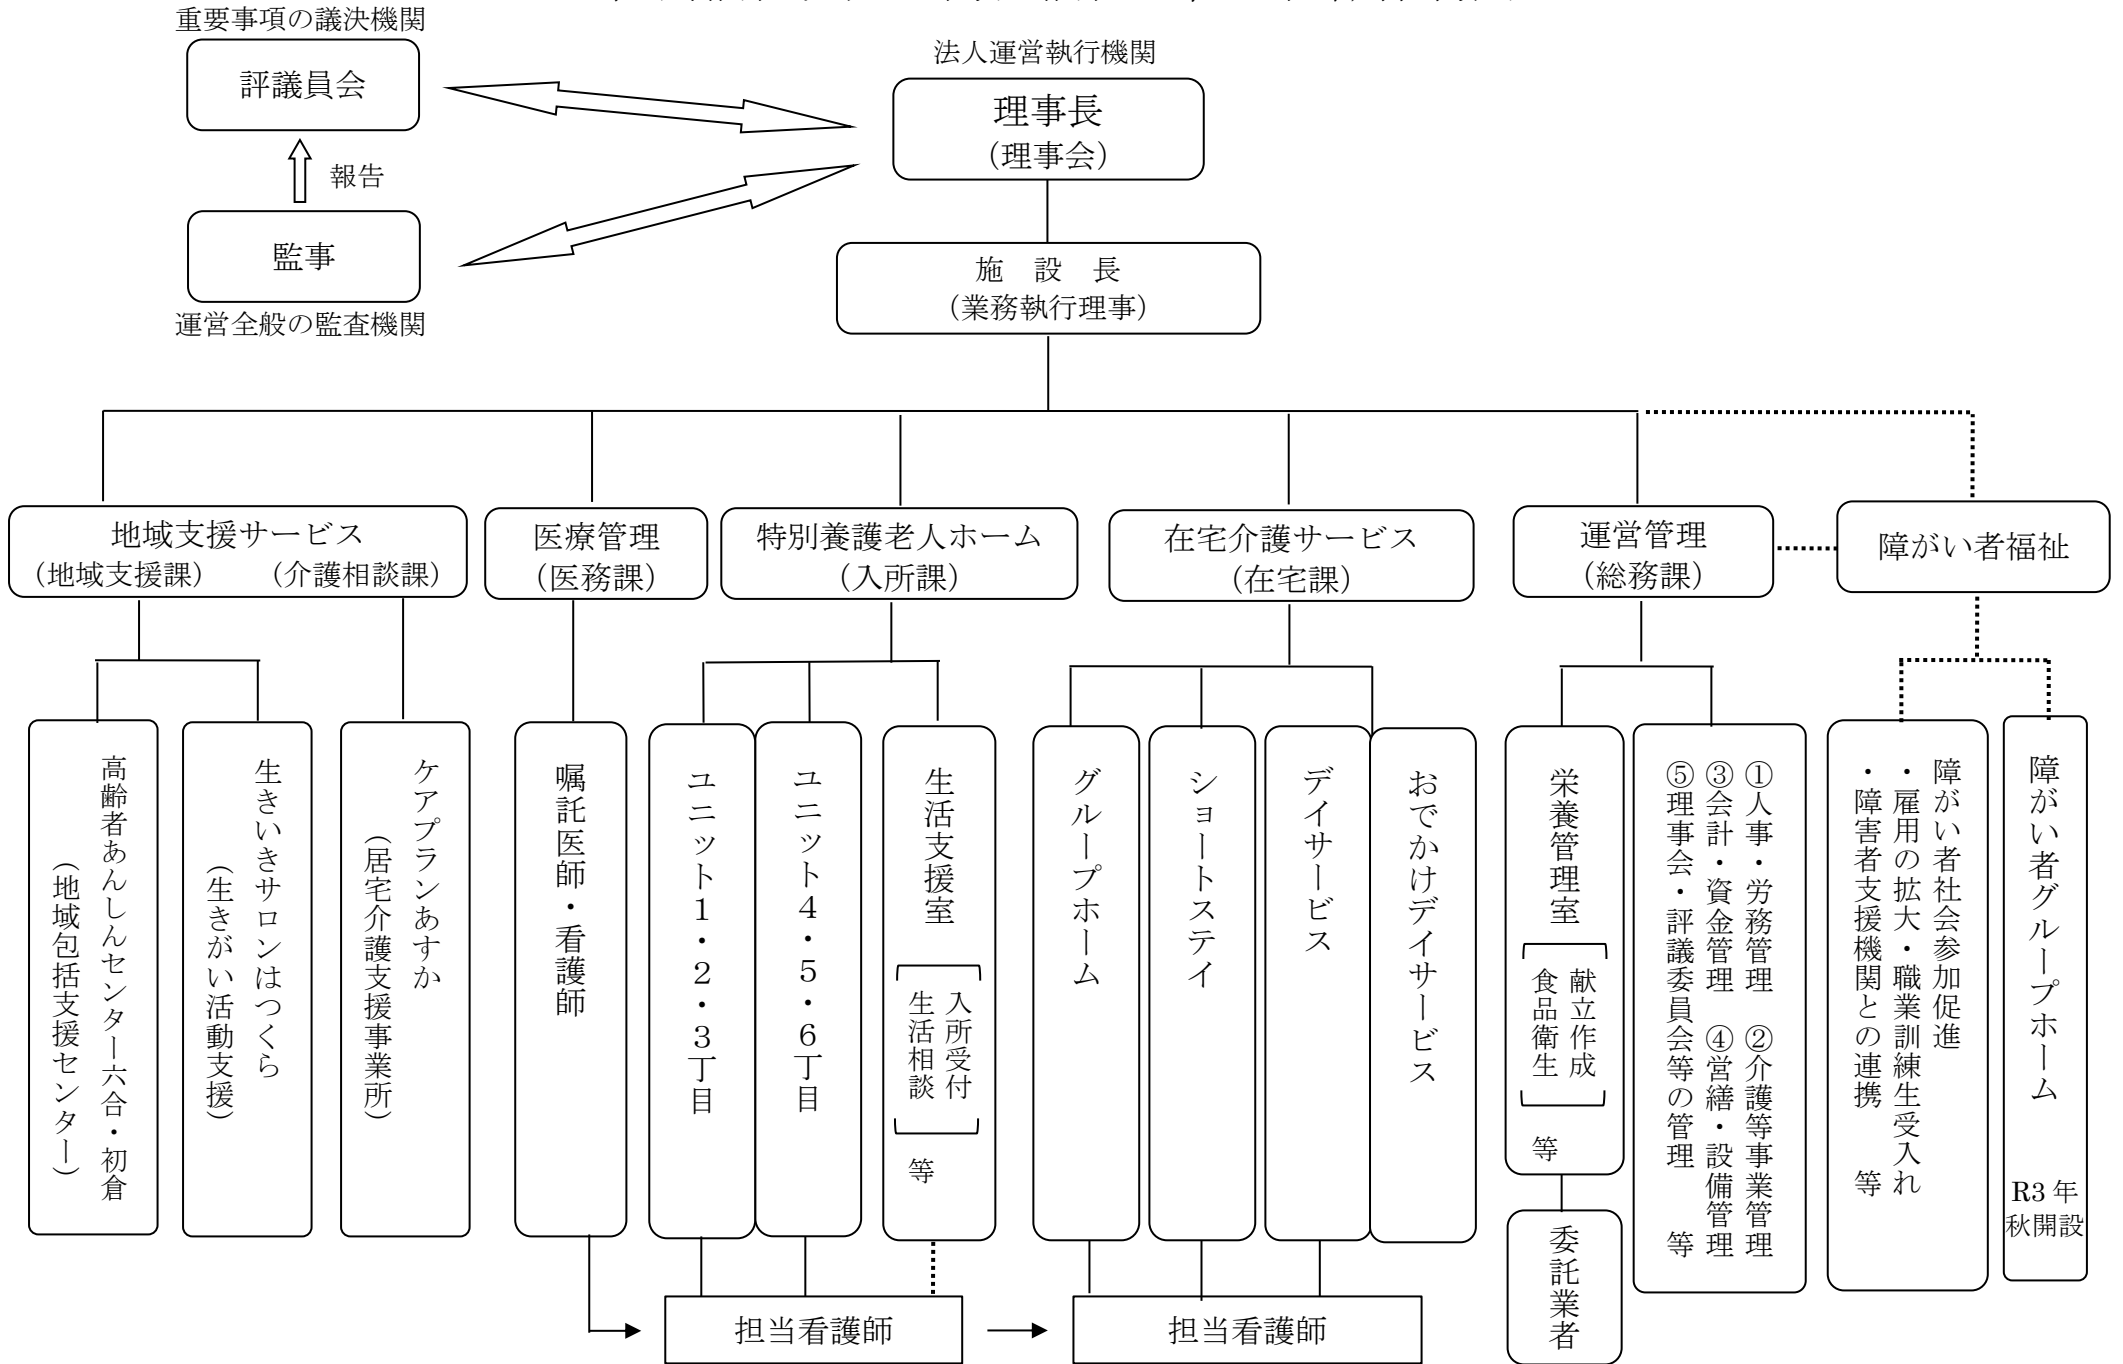 重要事項の議決機関
評議員会
報告
監事
運営全般の監査機関
法人運営執行機関
理事長
（理事会）
施　設　長
（業務執行理事）
地域支援サービス
（地域支援課）　（介護相談課）
医療管理
（医務課）
特別養護老人ホーム
（入所課）
在宅介護サービス
（在宅課）
運営管理
（総務課）
障がい者福祉
高齢者あんしんセンター六合・初倉
（地域包括支援センター）
生きいきサロンはつくら
（生きがい活動支援）
ケアプランあすか
（居宅介護支援事業所）
嘱託医師・看護師
ユニット１・２・３丁目
ユニット４・５・６丁目
生活支援室
入所受付
生活相談
等
グループホーム
ショートステイ
デイサービス
おでかけデイサービス
栄養管理室
献立作成
食品衛生
等
委託業者
①人事・労務管理　②介護等事業管理
③会計・資金管理　④営繕・設備管理
⑤理事会・評議委員会等の管理　　等
障がい者社会参加促進
・雇用の拡大・職業訓練生受入れ
・障害者支援機関との連携　　等
障がい者グループホーム
R3 年
秋開設
担当看護師
担当看護師